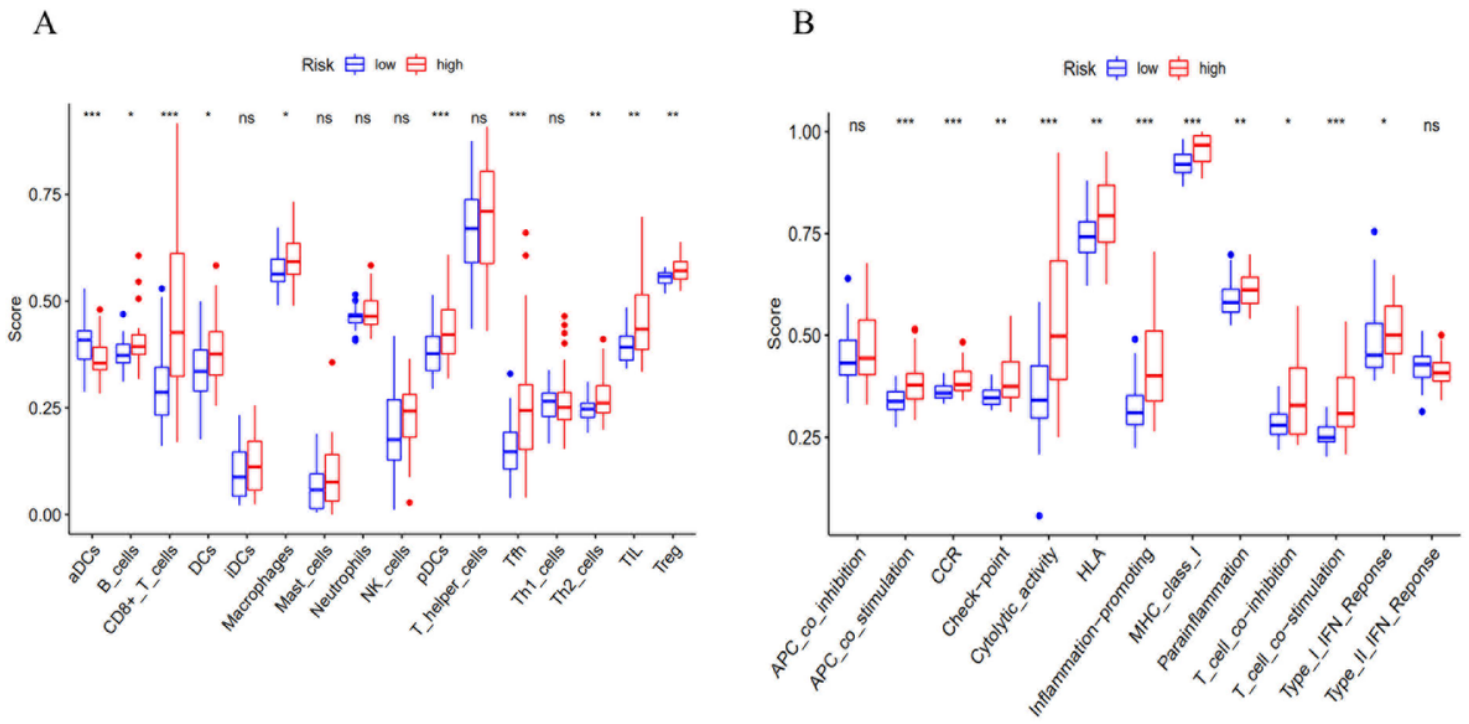 A
B
Risk low high
Risk low high
*** * *** * ns * ns ns ns *** ns *** ns ** ** **
ns *** *** ** *** ** *** *** ** * *** * ns
Score
0.75
0.50
0.25
0.00
aDCs
B_cells
CD8+_T_cells
DCs
iDCs
Macrophages
Mast_cells
Neutrophils
NK_cells
pDCs
T_helper_cells
Tfh
Th1_cells
Th2_cells
TIL
Treg
Score
1.00
0.75
0.50
0.25
APC_co_inhibition
APC_co_stimulation
CCR
Check-point
Cytolytic_activity
HLA
Inflammation-promoting
MHC_class_I
Parainflammation
T_cell_co-inhibition
T_cell_co-stimulation
Type_I_IFN_Reponse
Type_II_IFN_Reponse